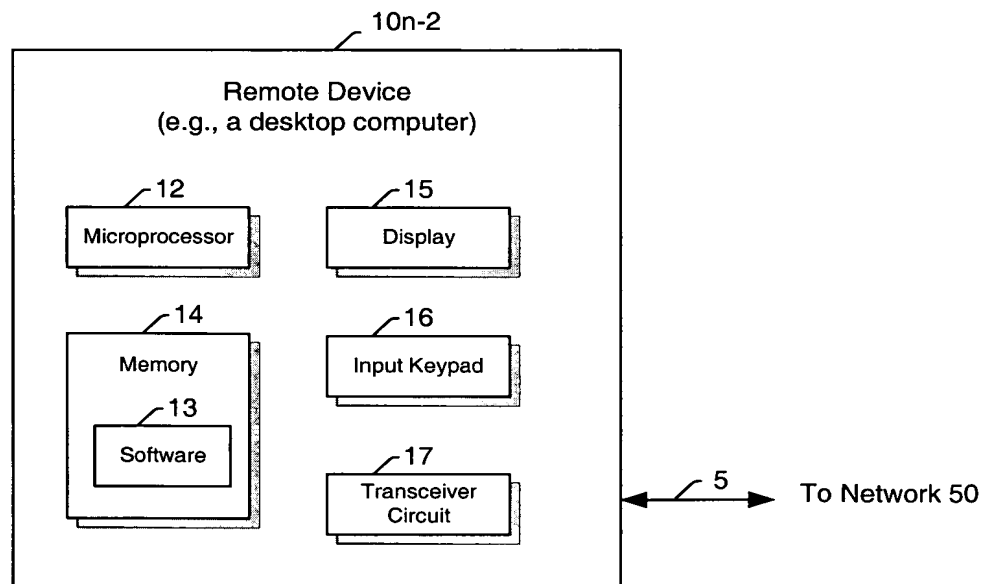 10n-2
Remote Device
(e.g., a desktop computer)
12
Microprocessor
15
Display
14
Memory
13
Software
16
Input Keypad
17
Transceiver
Circuit
5
To Network 50